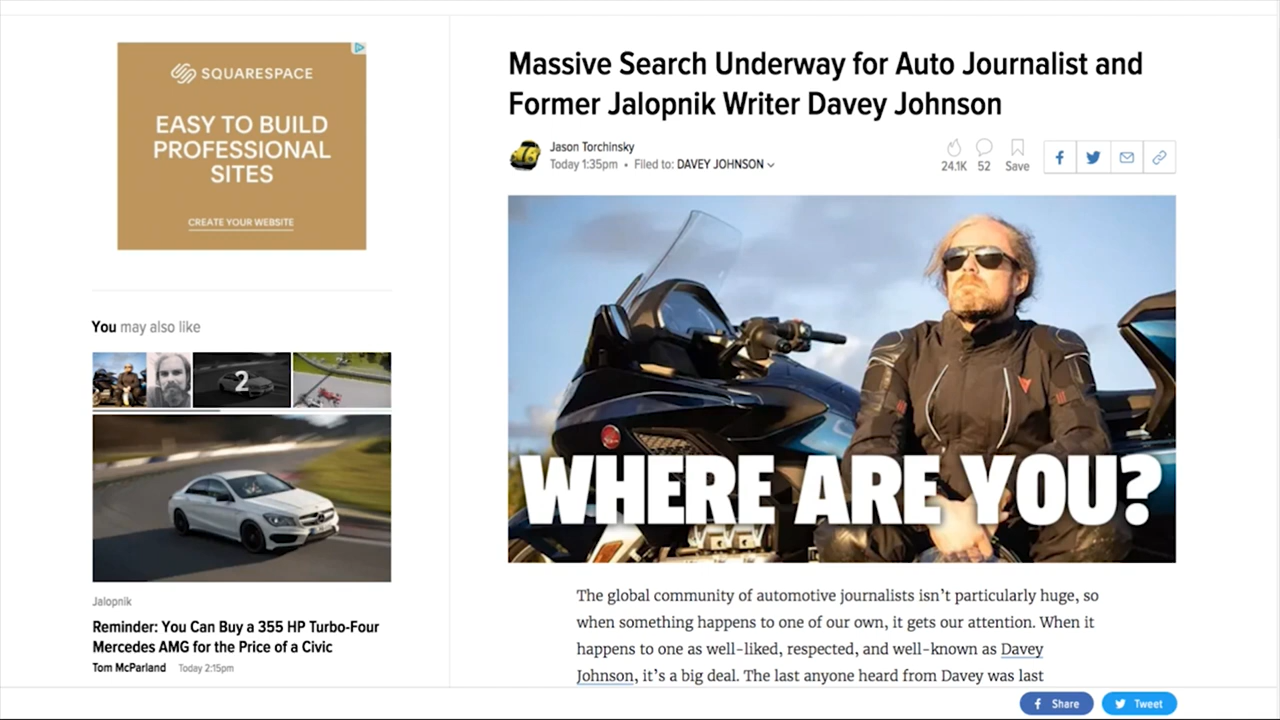 SQUARESPACE
EASY TO BUILD
PROFESSIONAL
SITES
CREATE YOUR WEBSITE
You may also like
2
Jalopnik
Reminder: You Can Buy a 355 HP Turbo-Four
Mercedes AMG for the Price of a Civic
Tom McParland Today 2:15pm
Massive Search Underway for Auto Journalist and
Former Jalopnik Writer Davey Johnson
Jason Torchinsky
Today 1:35pm • Filed to: DAVEY JOHNSON
24.1K 52 Save
WHERE ARE YOU?
The global community of automotive journalists isn’t particularly huge, so
when something happens to one of our own, it gets our attention. When it
happens to one as well-liked, respected, and well-known as Davey
Johnson, it’s a big deal. The last anyone heard from Davey was last
Share Tweet